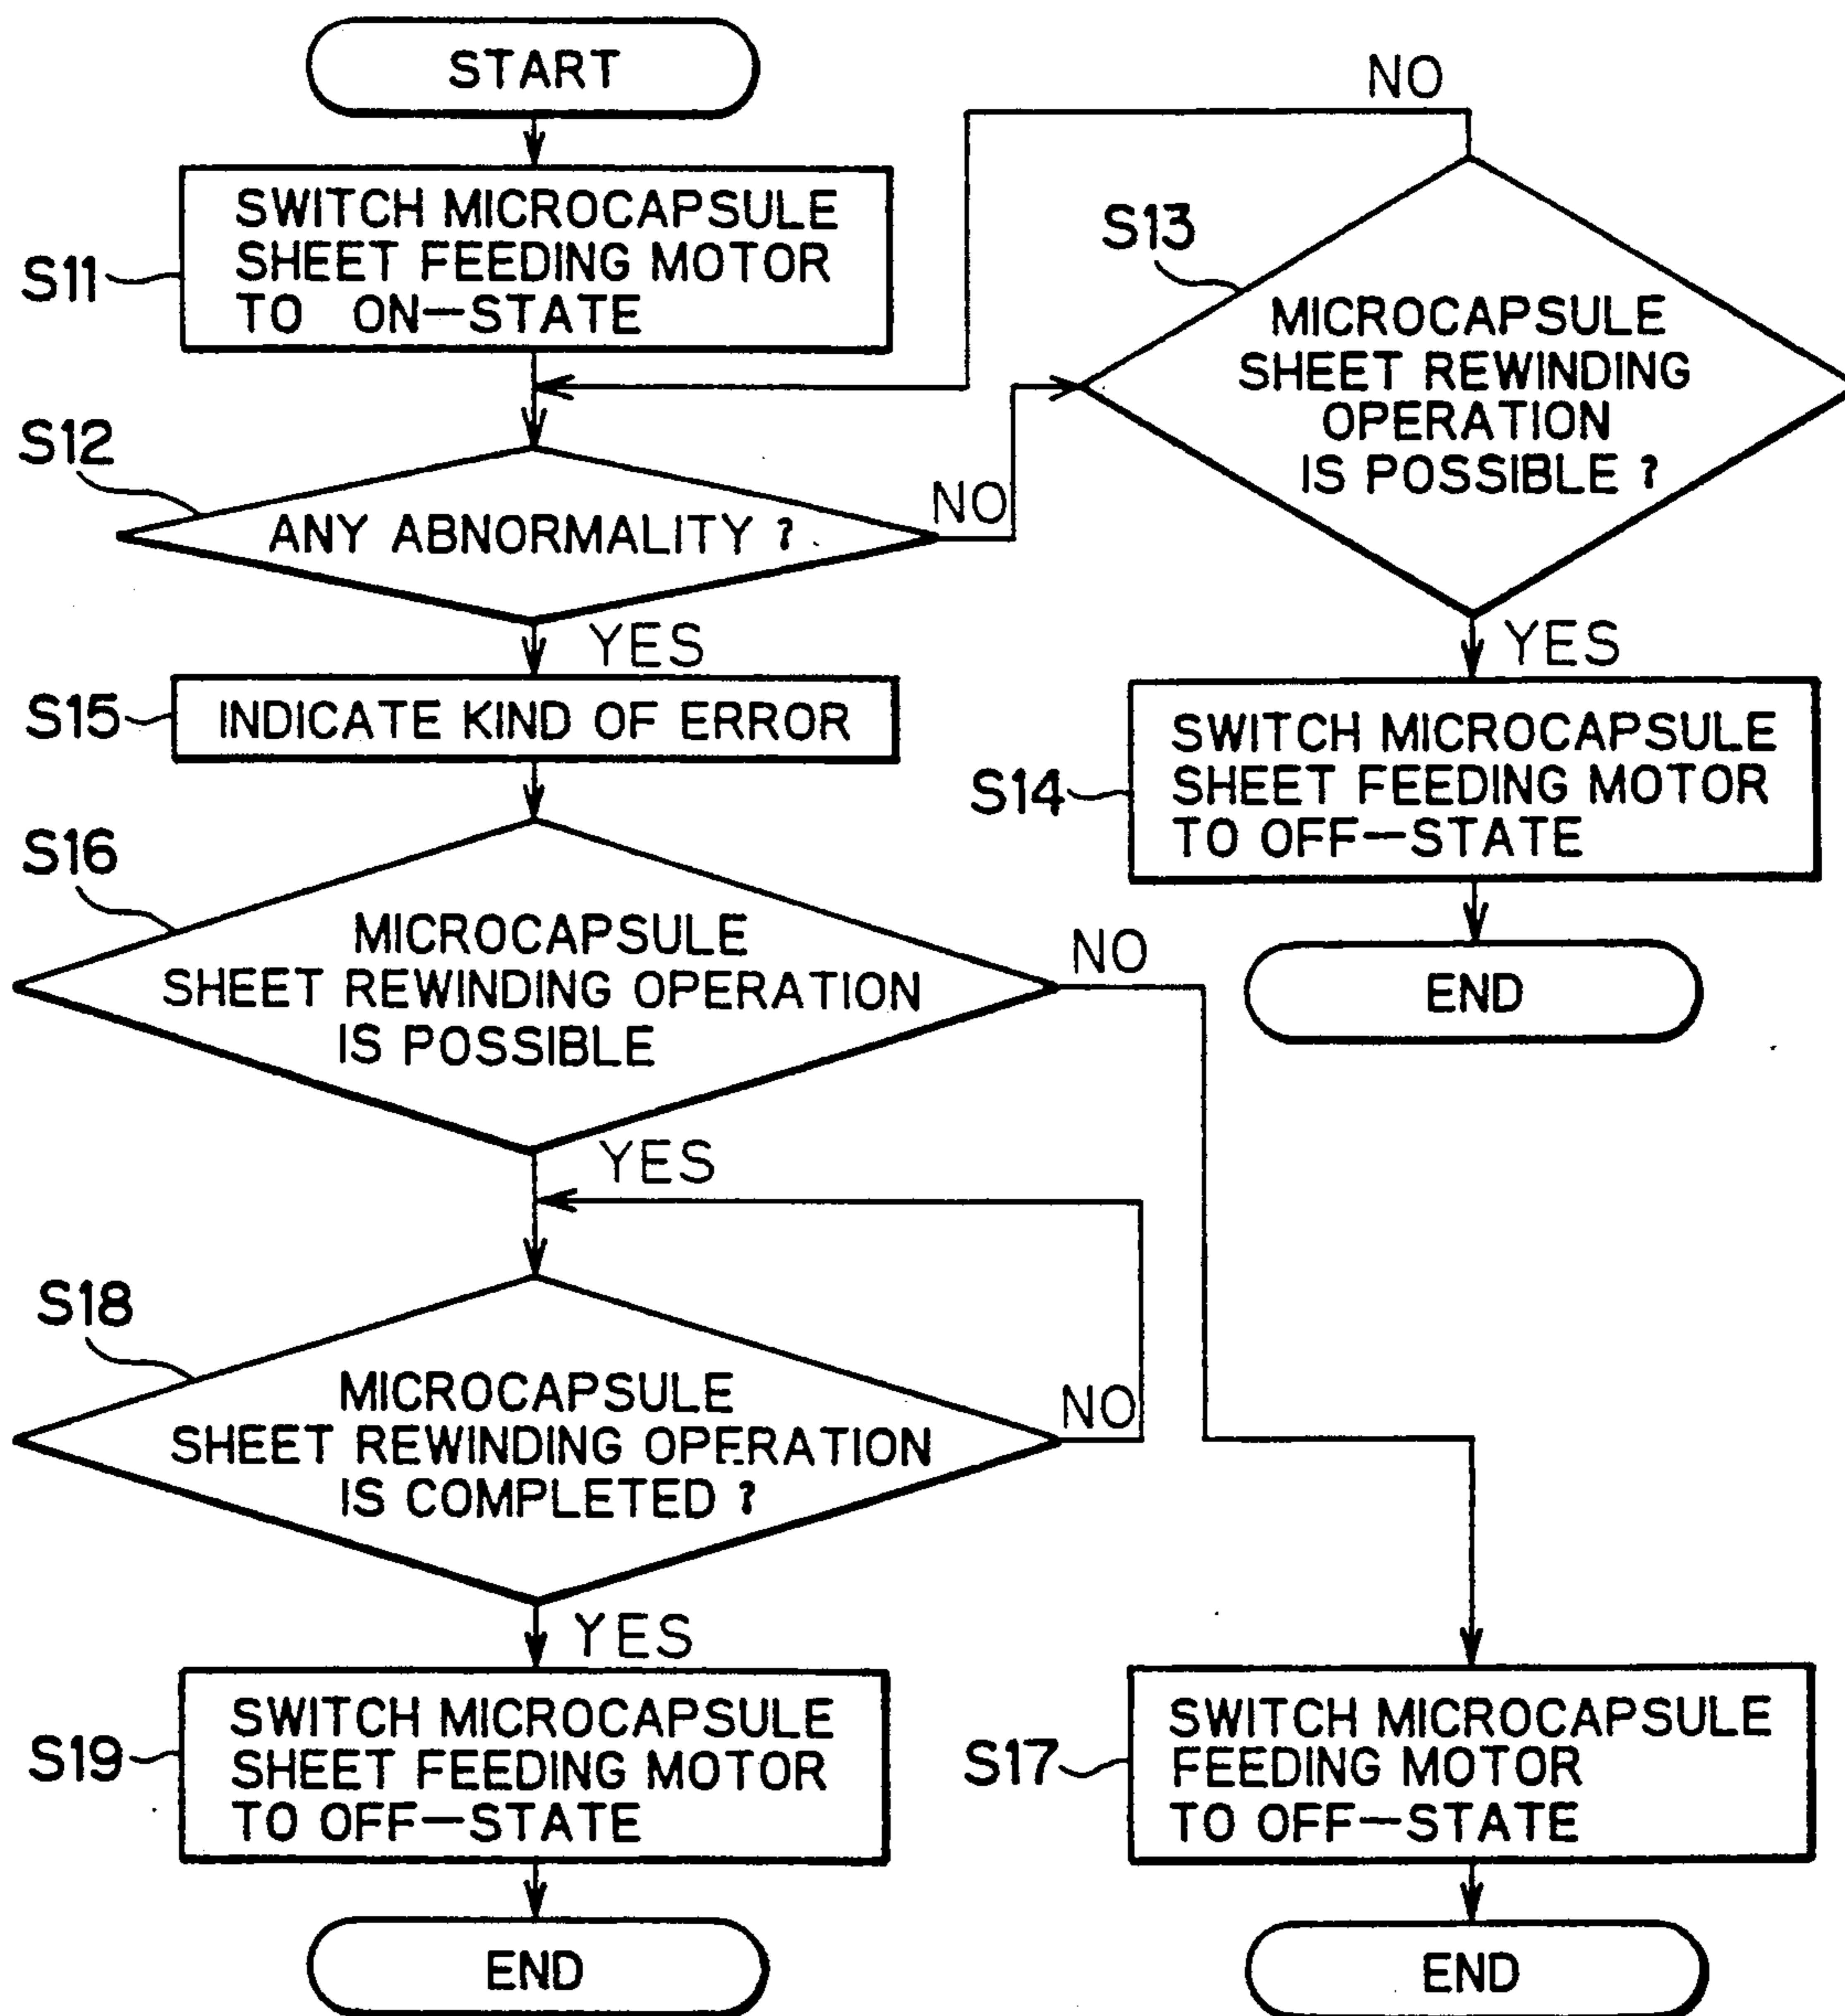 START
S11
SWITCH MICROCAPSULE
SHEET FEEDING MOTOR
TO ON—STATE
S12
ANY ABNORMALITY ?
NO
YES
NO
S13
MICROCAPSULE
SHEET REWINDING
OPERATION
IS POSSIBLE ?
YES
S14
SWITCH MICROCAPSULE
SHEET FEEDING MOTOR
TO OFF—STATE
END
S15
INDICATE KIND OF ERROR
S16
MICROCAPSULE
SHEET REWINDING OPERATION
IS POSSIBLE
NO
YES
S18
MICROCAPSULE
SHEET REWINDING OPERATION
IS COMPLETED ?
NO
YES
S19
SWITCH MICROCAPSULE
SHEET FEEDING MOTOR
TO OFF—STATE
END
S17
SWITCH MICROCAPSULE
FEEDING MOTOR
TO OFF—STATE
END